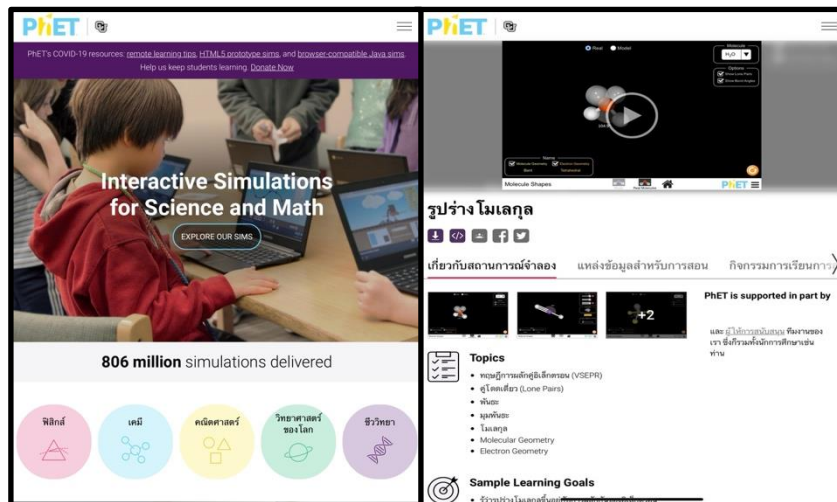 PhET
PhET's COVID-19 resources: remote learning tips, HTML5 prototype sims, and browser-compatible Java sims.
Help us keep students learning. Donate Now
Interactive Simulations
for Science and Math
EXPLORE OUR SIMS
806 million simulations delivered
ฟิสิกส์
เคมี
คณิตศาสตร์
วิทยาศาสตร์
ของโลก
ชีววิทยา
PhET
Real
Model
Molecule
H₂O
Options
Show Lone Pairs
Show Bond Angles
Name
Molecule Geometry
Electron Geometry
Bent
Tetrahedral
Molecule Shapes
PhET
รูปร่างโมเลกุล
เกี่ยวกับสถานการณ์จำลอง
แหล่งข้อมูลสำหรับการสอน
กิจกรรมการเรียนการ
+2
PhET is supported in part by
และ ผู้ให้การสนับสนุน ทีมงานของ
เรา ซึ่งก็รวมทั้งนักการศึกษาเช่น
ท่าน
Topics
ทฤษฎีการผลักคู่อิเล็กตรอน (VSEPR)
คู่โดดเดี่ยว (Lone Pairs)
พันธะ
มุมพันธะ
โมเลกุล
Molecular Geometry
Electron Geometry
Sample Learning Goals